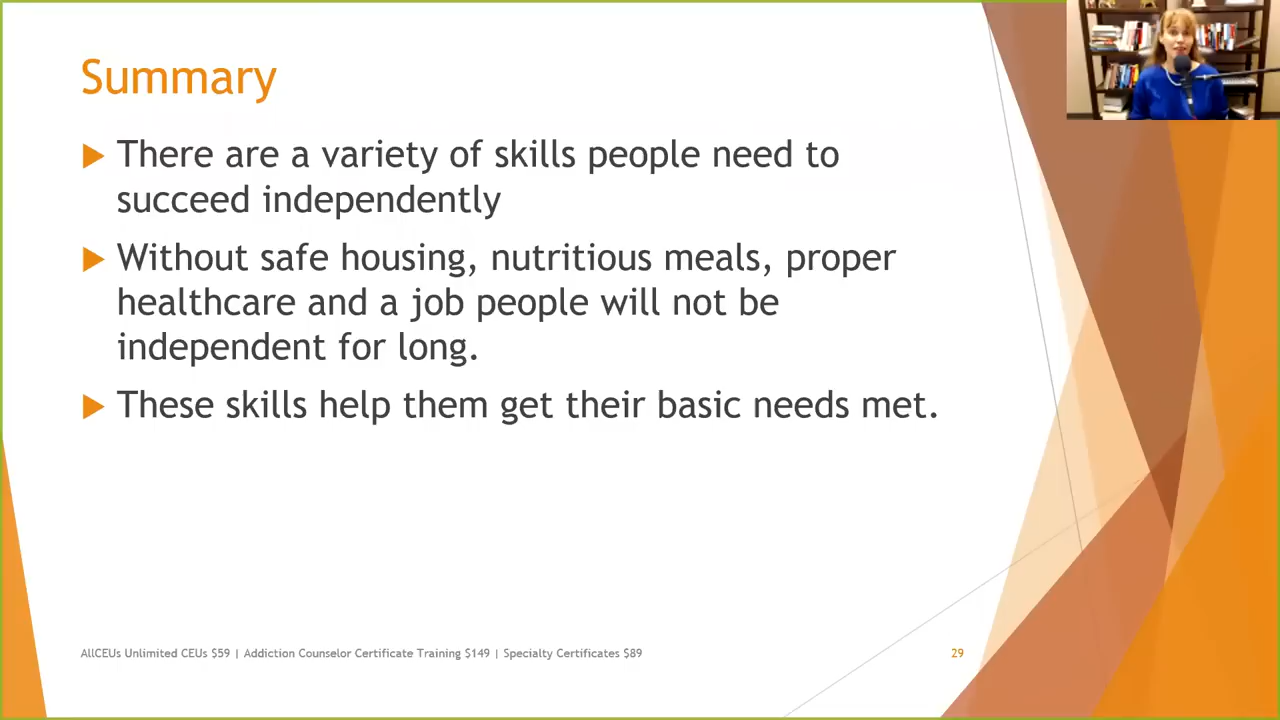 Summary
There are a variety of skills people need to
succeed independently
Without safe housing, nutritious meals, proper
healthcare and a job people will not be
independent for long.
These skills help them get their basic needs met.
AllCEUs Unlimited CEUs $59 | Addiction Counselor Certificate Training $149 | Specialty Certificates $89
29